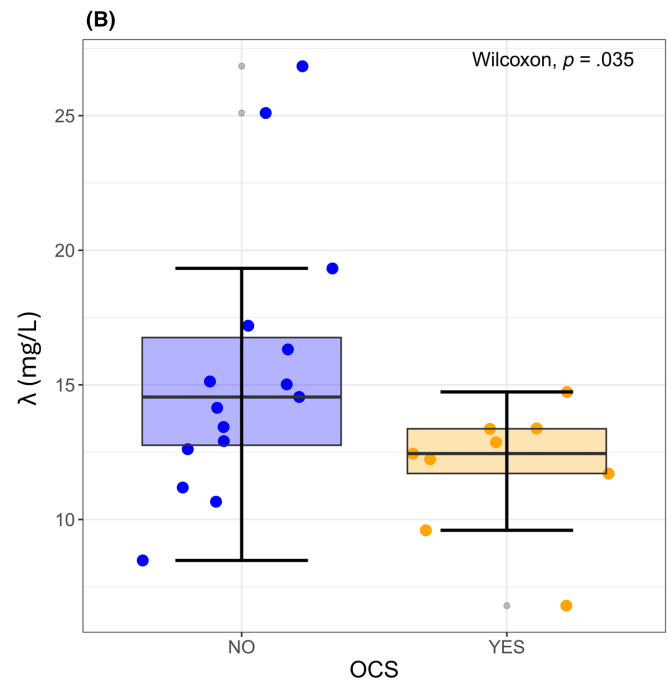 (B)
Wilcoxon, p = .035
25
20
15
10
λ (mg/L)
NO
YES
OCS